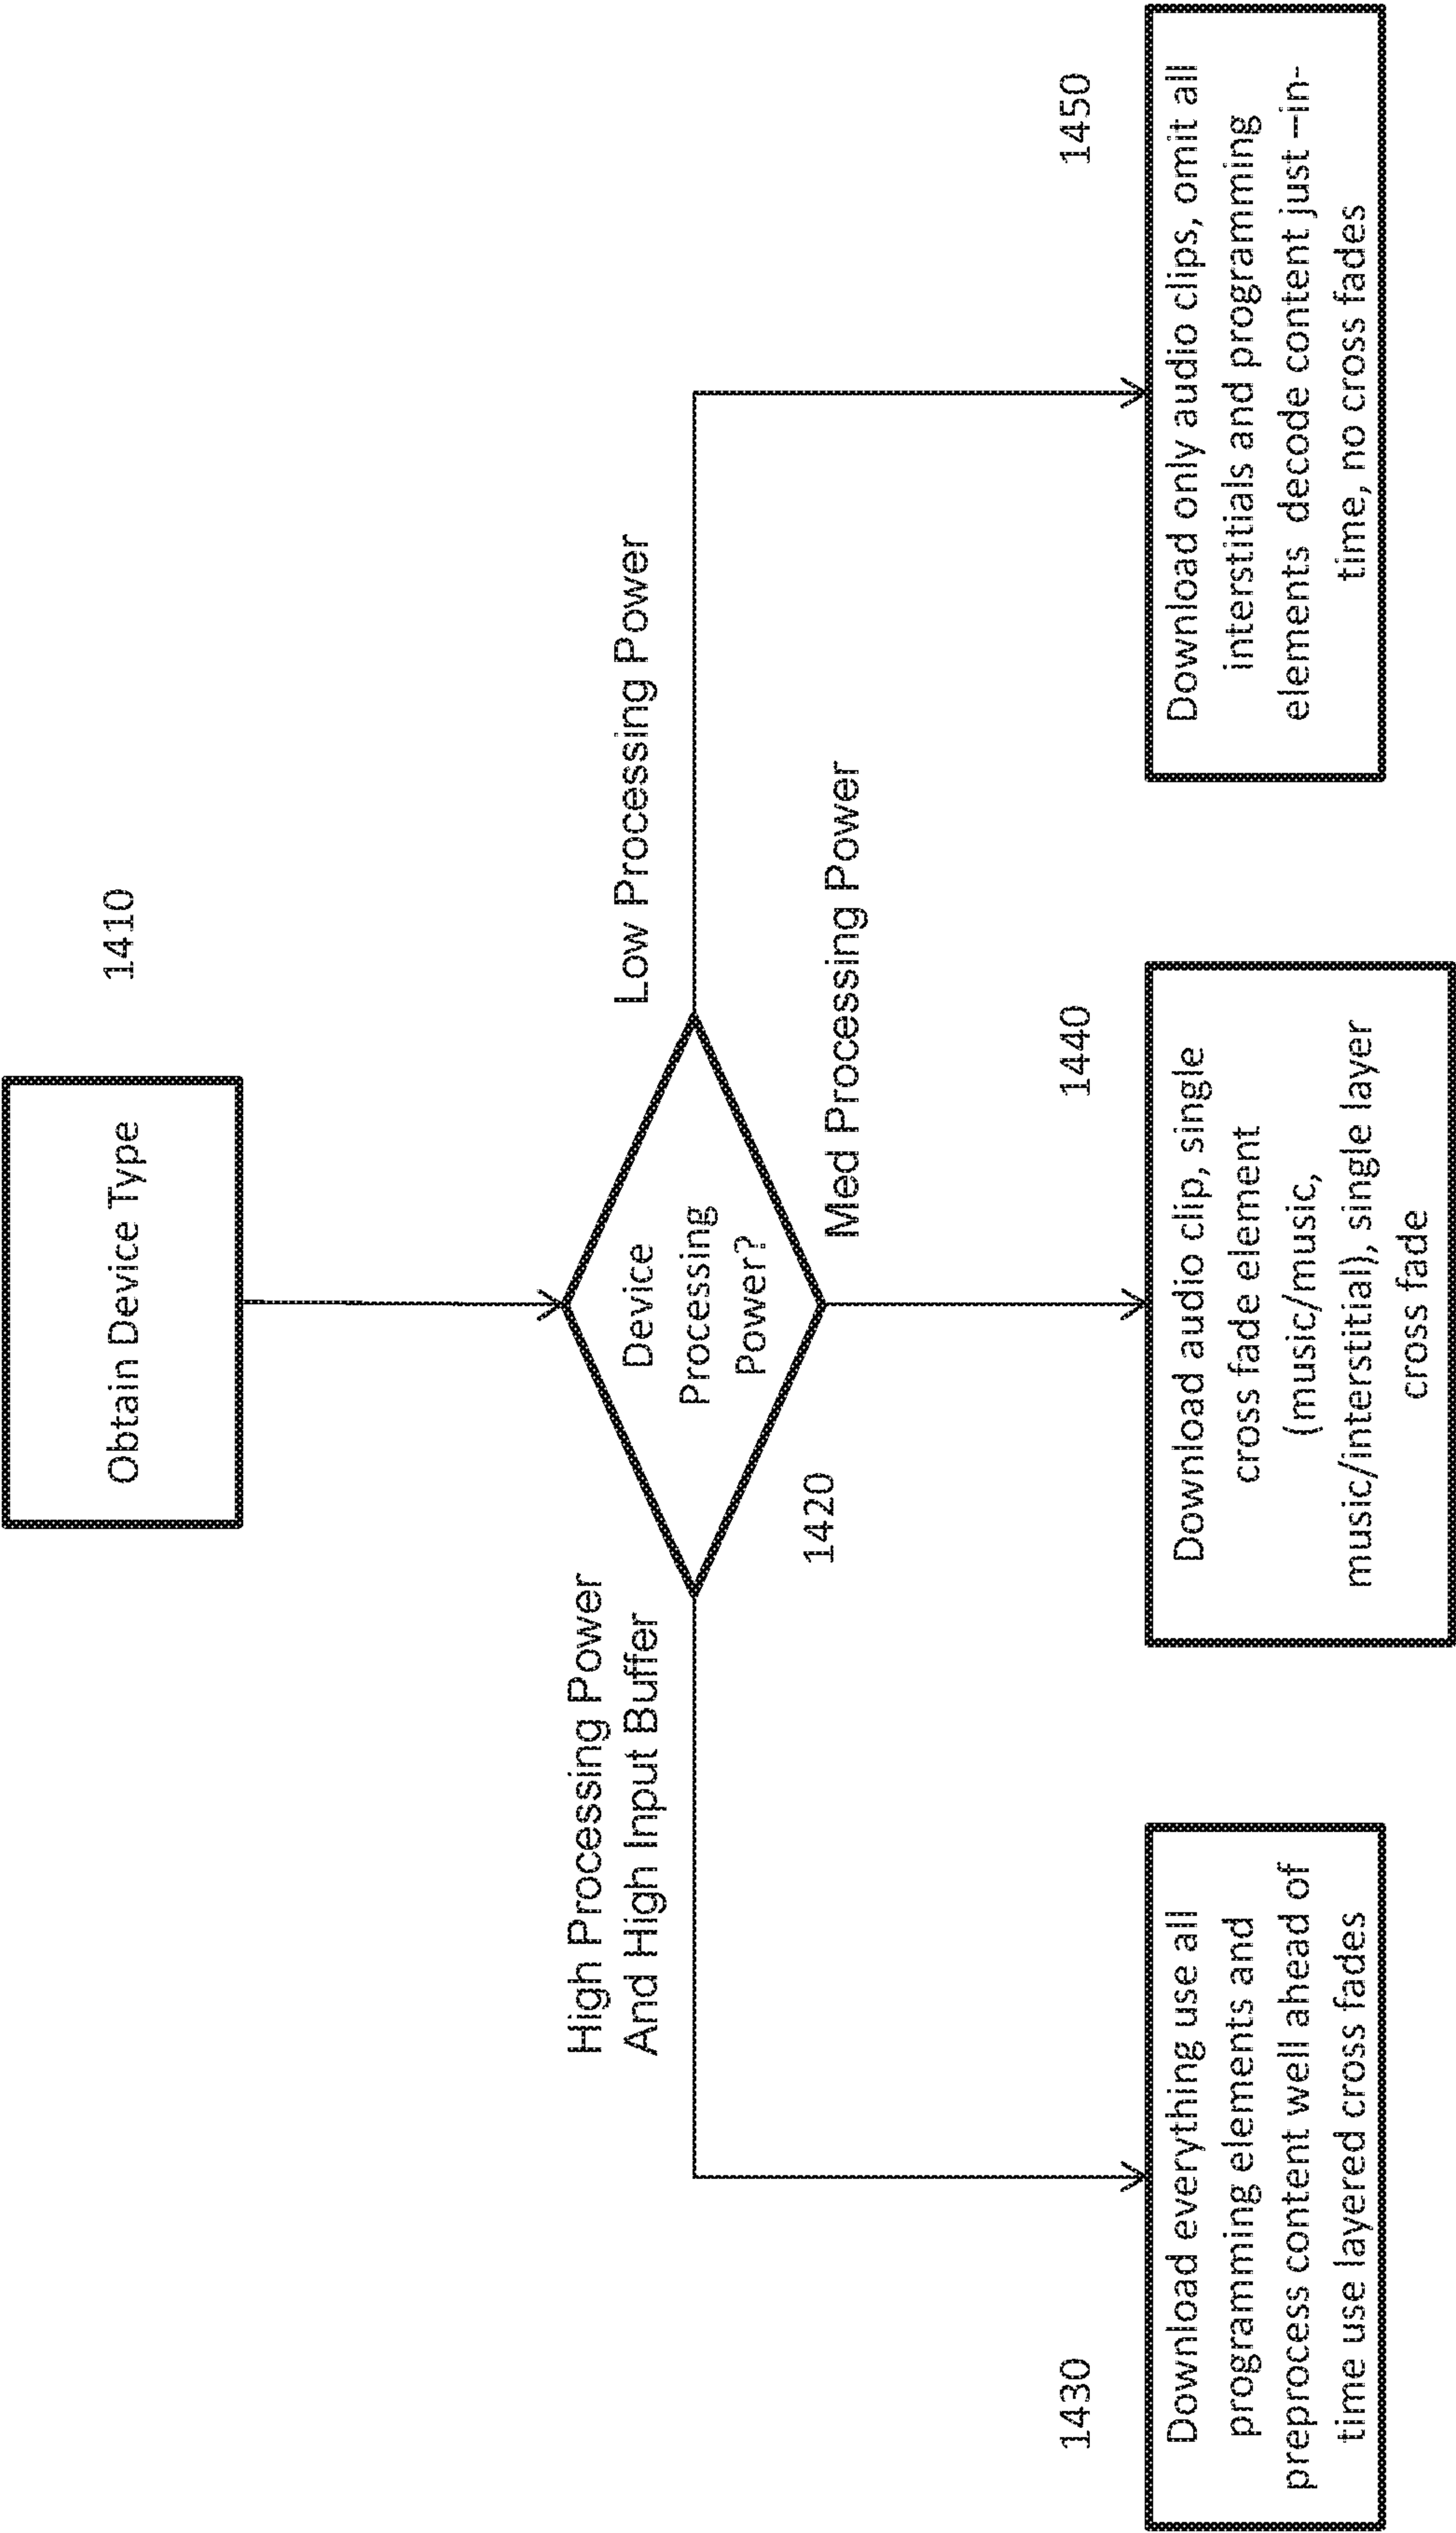 Obtain Device Type
1410
High Processing Power
And High Input Buffer
Device
Processing
Power?
Low Processing Power
1420
Med Processing Power
1430
Download everything use all
programming elements and
preprocess content well ahead of
time use layered cross fades
1440
Download audio clip, single
cross fade element
(music/music,
music/interstitial), single layer
cross fade
1450
Download only audio clips, omit all
interstitials and programming
elements decode content just –in-
time, no cross fades